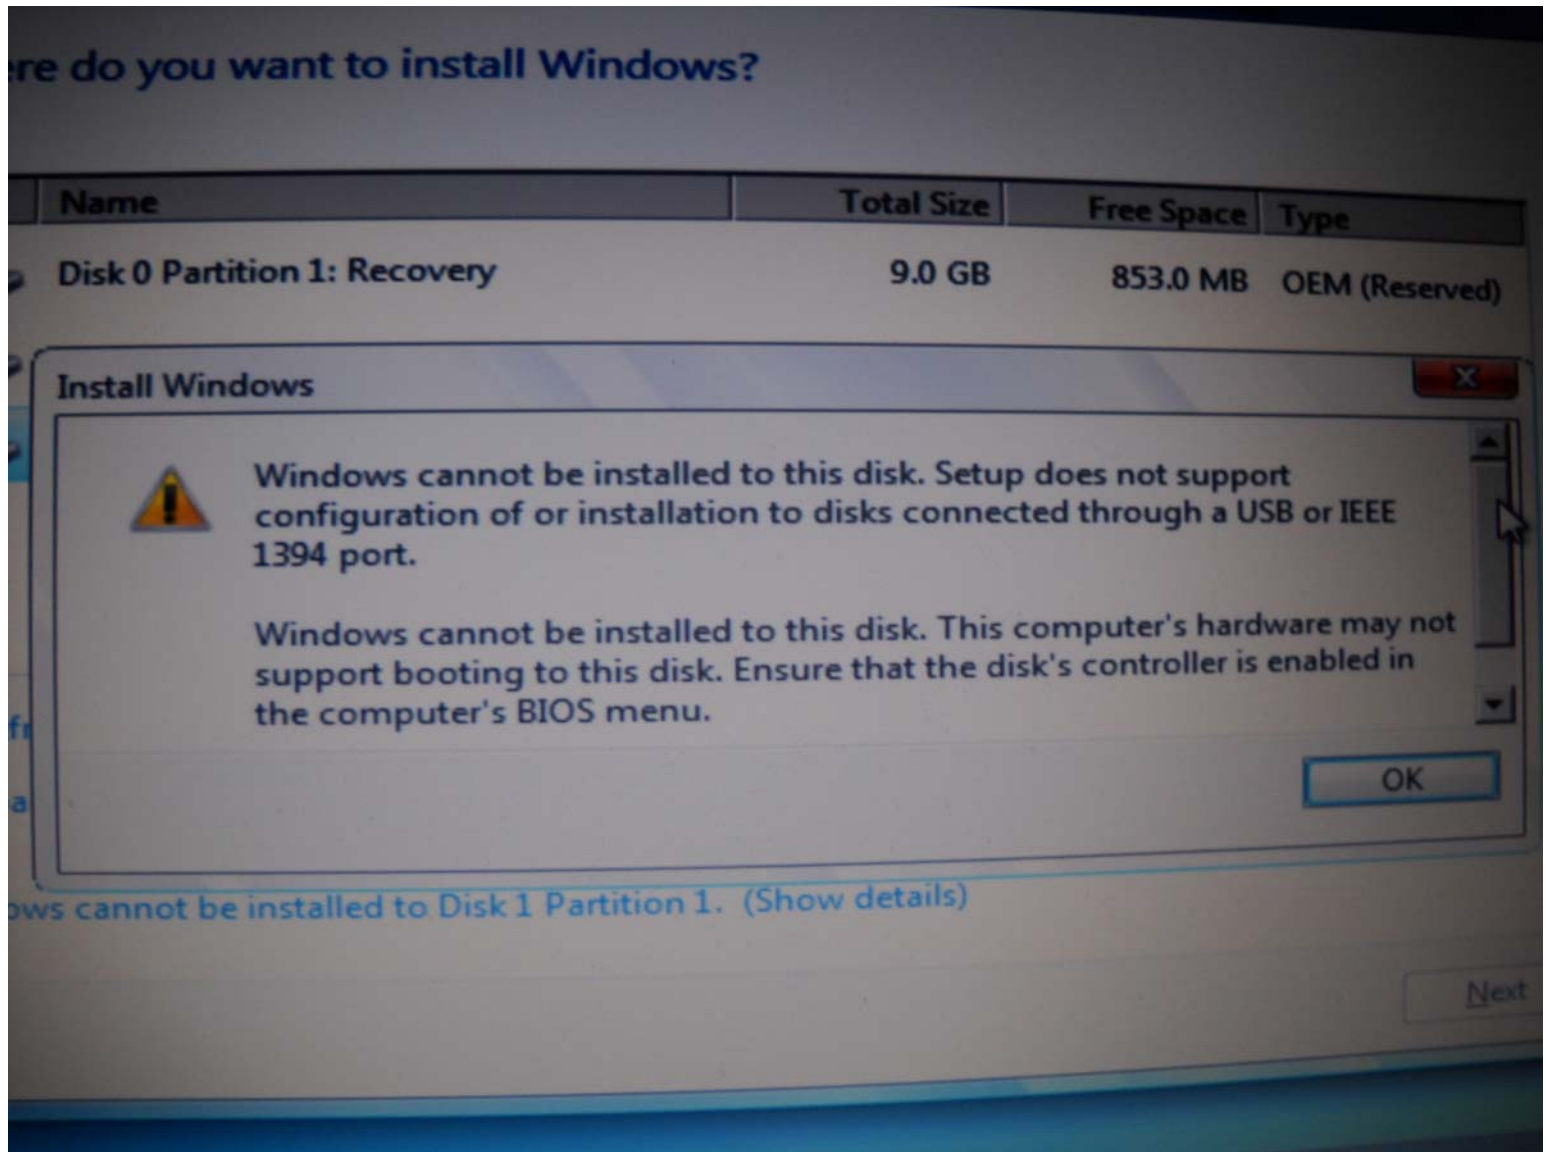 re do you want to install Windows?
Name Total Size Free Space Type
Disk 0 Partition 1: Recovery 9.0 GB 853.0 MB OEM (Reserved)
Install Windows
Windows cannot be installed to this disk. Setup does not support
configuration of or installation to disks connected through a USB or IEEE
1394 port.
Windows cannot be installed to this disk. This computer's hardware may not
support booting to this disk. Ensure that the disk's controller is enabled in
the computer's BIOS menu.
OK
ows cannot be installed to Disk 1 Partition 1. (Show details)
Next